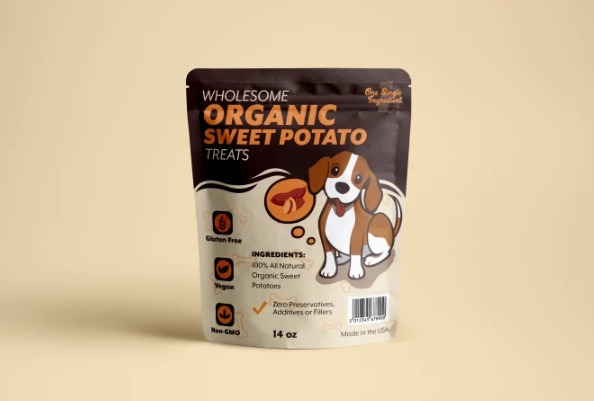 WHOLESOME
ORGANIC
SWEET POTATO
TREATS
One Single
Ingredient
Gluten Free
Vegan
Non-GMO
INGREDIENTS:
100% All Natural
Organic Sweet
Potatoes
Zero Preservatives,
Additives or Fillers
14 oz
Made in the USA